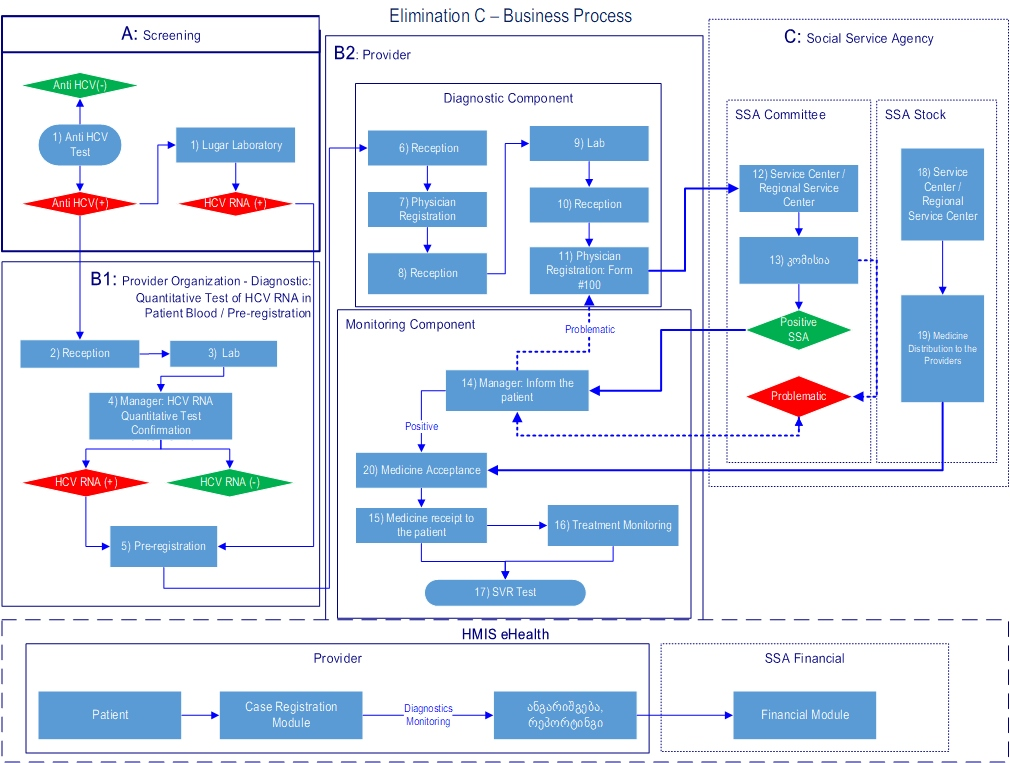 Elimination C – Business Process
A: Screening
Anti HCV(-)
1) Anti HCV
Test
Anti HCV(+)
1) Lugar Laboratory
HCV RNA (+)
B1: Provider Organization - Diagnostic:
Quantitative Test of HCV RNA in
Patient Blood / Pre-registration
2) Reception
3) Lab
4) Manager: HCV RNA
Quantitative Test
Confirmation
HCV RNA (+)
HCV RNA (-)
5) Pre-registration
B2: Provider
Diagnostic Component
6) Reception
7) Physician
Registration
8) Reception
9) Lab
10) Reception
11) Physician
Registration: Form
#100
Monitoring Component
Problematic
14) Manager: Inform the
patient
Positive
20) Medicine Acceptance
15) Medicine receipt to
the patient
16) Treatment Monitoring
17) SVR Test
C: Social Service Agency
SSA Committee
12) Service Center /
Regional Service
Center
13) კომისია
Positive
SSA
Problematic
SSA Stock
18) Service
Center /
Regional
Service Center
19) Medicine
Distribution to the
Providers
HMIS eHealth
Provider
Patient
Case Registration
Module
Diagnostics
Monitoring
ანგარიშგება,
რეპორტინგი
SSA Financial
Financial Module